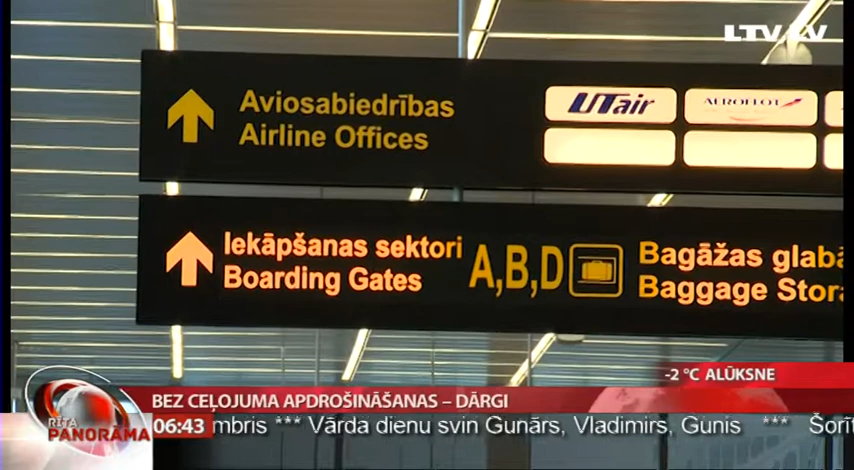 LTV LV
Aviosabiedrības
Airline Offices
UTair
AEROFLOT
Iekāpšanas sektori
Boarding Gates
A,B,D
Bagāžas glabā
Baggage Stora
-2 °C ALŪKSNE
BEZ CEĻOJUMA APDROŠINĀŠANAS – DĀRGI
RĪTA
PANORĀMA
06:43
mbris *** Vārda dienu svin Gunārs, Vladimirs, Gunis *** Šorīt